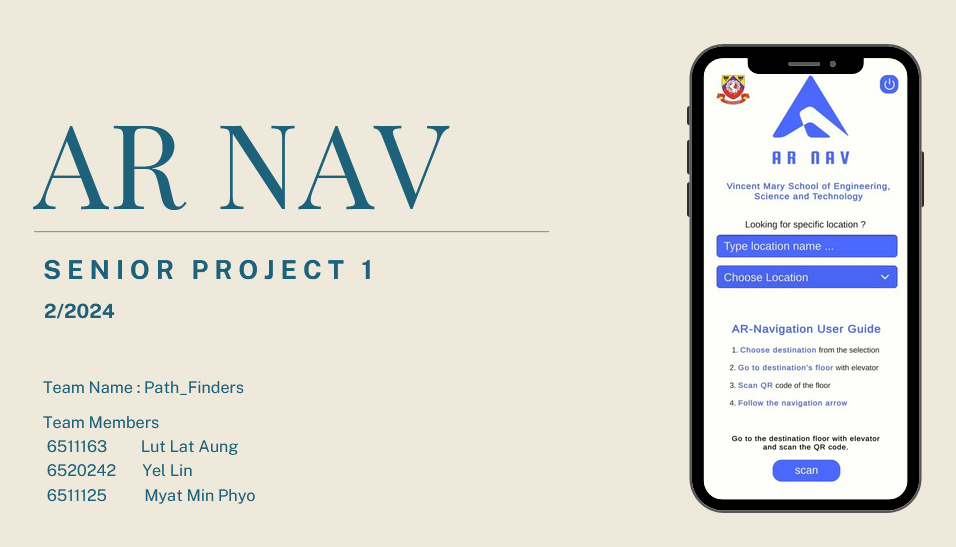 AR NAV
SENIOR PROJECT 1
2/2024
Team Name : Path_Finders
Team Members
6511163 Lut Lat Aung
6520242 Yel Lin
6511125 Myat Min Phyo
AR NAV
Vincent Mary School of Engineering,
Science and Technology
Looking for specific location ?
Type location name ...
Choose Location
AR-Navigation User Guide
1. Choose destination from the selection
2. Go to destination's floor with elevator
3. Scan QR code of the floor
4. Follow the navigation arrow
Go to the destination floor with elevator
and scan the QR code.
scan